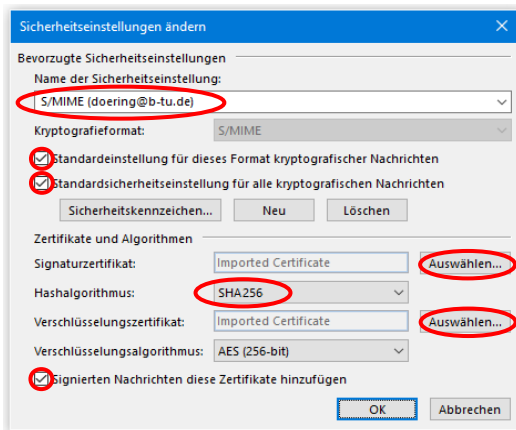 Sicherheitseinstellungen ändern
Bevorzugte Sicherheitseinstellungen
Name der Sicherheitseinstellung:
S/MIME (doering@b-tu.de)
Kryptografieformat: S/MIME
Standardeinstellung für dieses Format kryptografischer Nachrichten
Standardsicherheitseinstellung für alle kryptografischen Nachrichten
Sicherheitskennzeichen... Neu Löschen
Zertifikate und Algorithmen
Signaturzertifikat: Imported Certificate Auswählen...
Hashalgorithmus: SHA256
Verschlüsselungszertifikat: Imported Certificate Auswählen...
Verschlüsselungsalgorithmus: AES (256-bit)
Signierten Nachrichten diese Zertifikate hinzufügen
OK Abbrechen